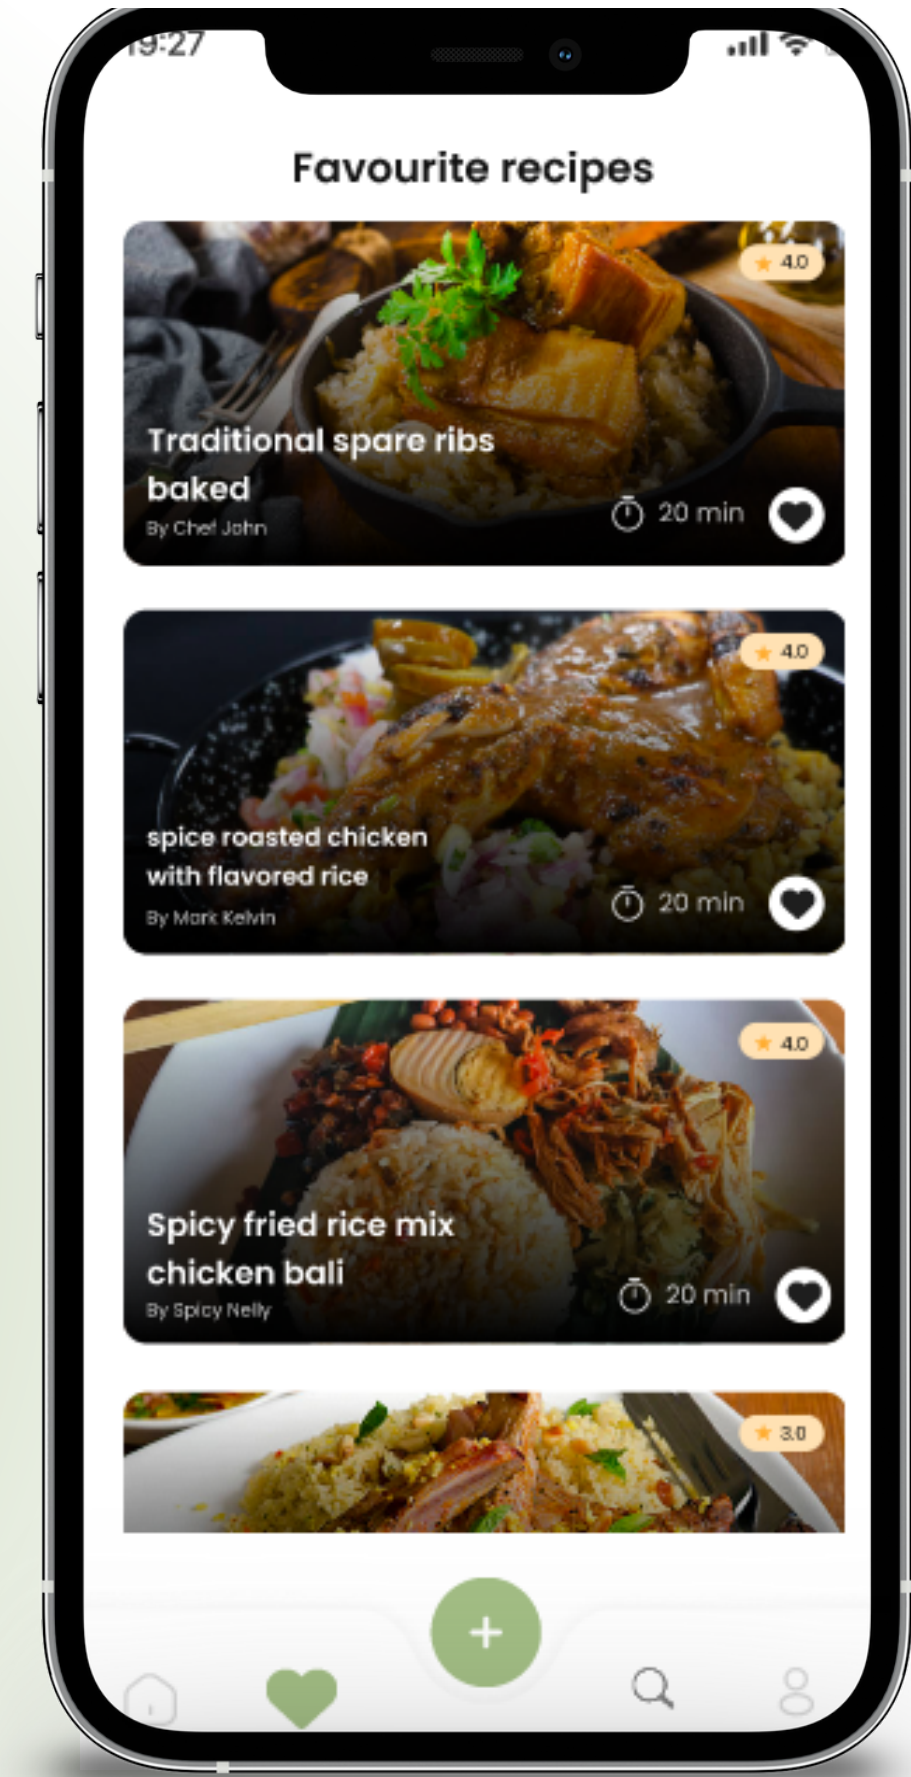 19:27
Favourite recipes
4.0
Traditional spare ribs
baked
By Chef John
20 min
4.0
spice roasted chicken
with flavored rice
By Mark Kelvin
20 min
4.0
Spicy fried rice mix
chicken bali
By Spicy Nelly
20 min
3.0